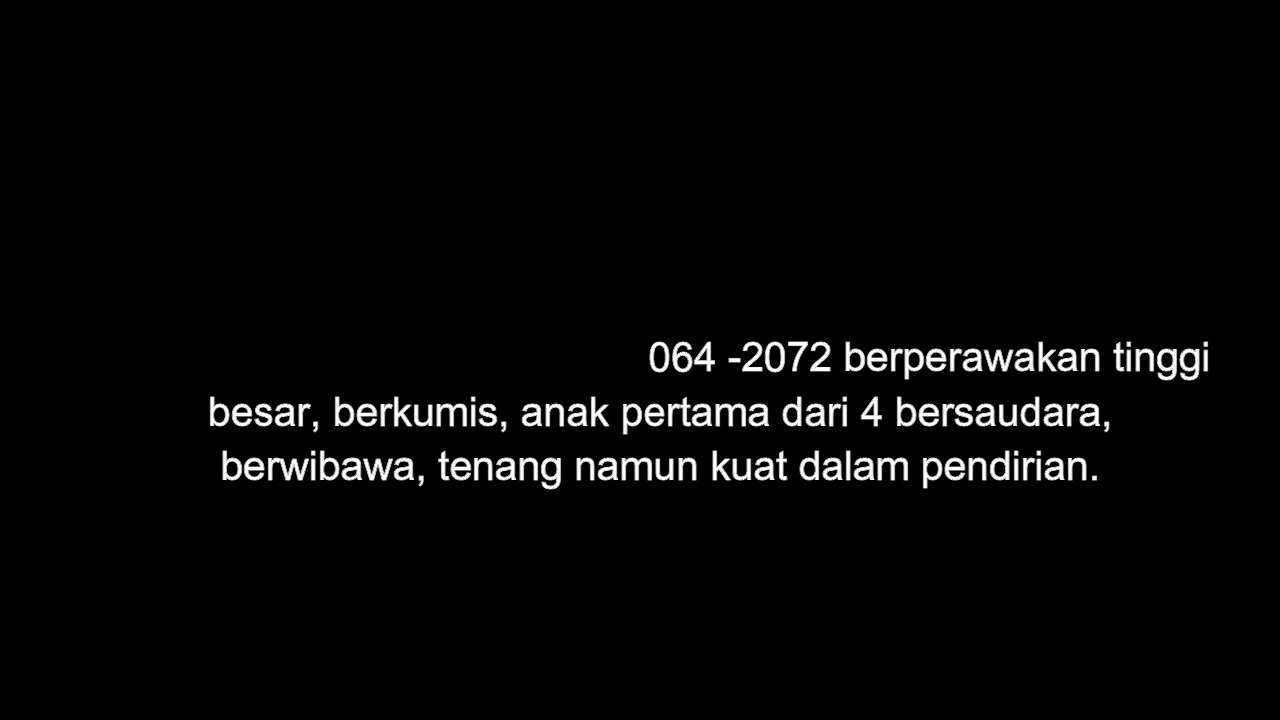 064 -2072 berperawakan tinggi
besar, berkumis, anak pertama dari 4 bersaudara,
berwibawa, tenang namun kuat dalam pendirian.